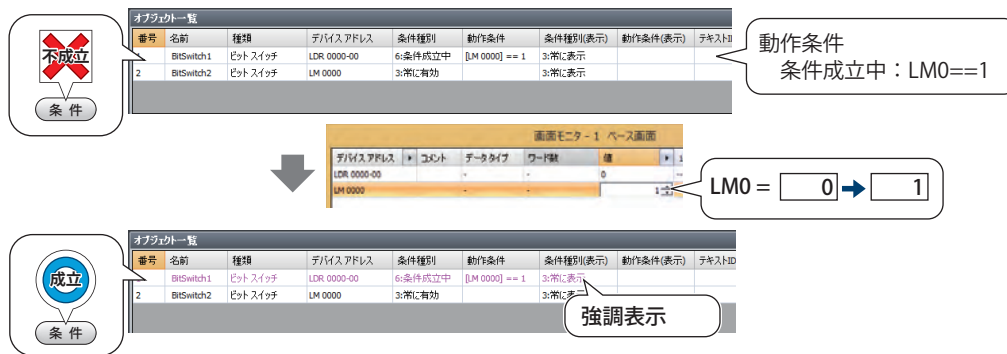 オブジェクト一覧
番号 名前 種類 デバイスアドレス 条件種別 動作条件 条件種別(表示) 動作条件(表示) テキストID
BitSwitch1 ビットスイッチ LDR 0000-00 6:条件成立中 [LM 0000] == 1 3:常に表示
2 BitSwitch2 ビットスイッチ LM 0000 3:常に有効 3:常に表示
不成立
条 件
動作条件
条件成立中：LM0==1
画面モニタ - 1 ベース画面
デバイスアドレス コメント データタイプ ワード数 値
LDR 0000-00 - - 0
LM 0000 - - 1
LM0 = 0 → 1
オブジェクト一覧
番号 名前 種類 デバイスアドレス 条件種別 動作条件 条件種別(表示) 動作条件(表示) テキストID
BitSwitch1 ビットスイッチ LDR 0000-00 6:条件成立中 [LM 0000] == 1 3:常に表示
2 BitSwitch2 ビットスイッチ LM 0000 3:常に有効 3:常に表示
成立
条 件
強調表示